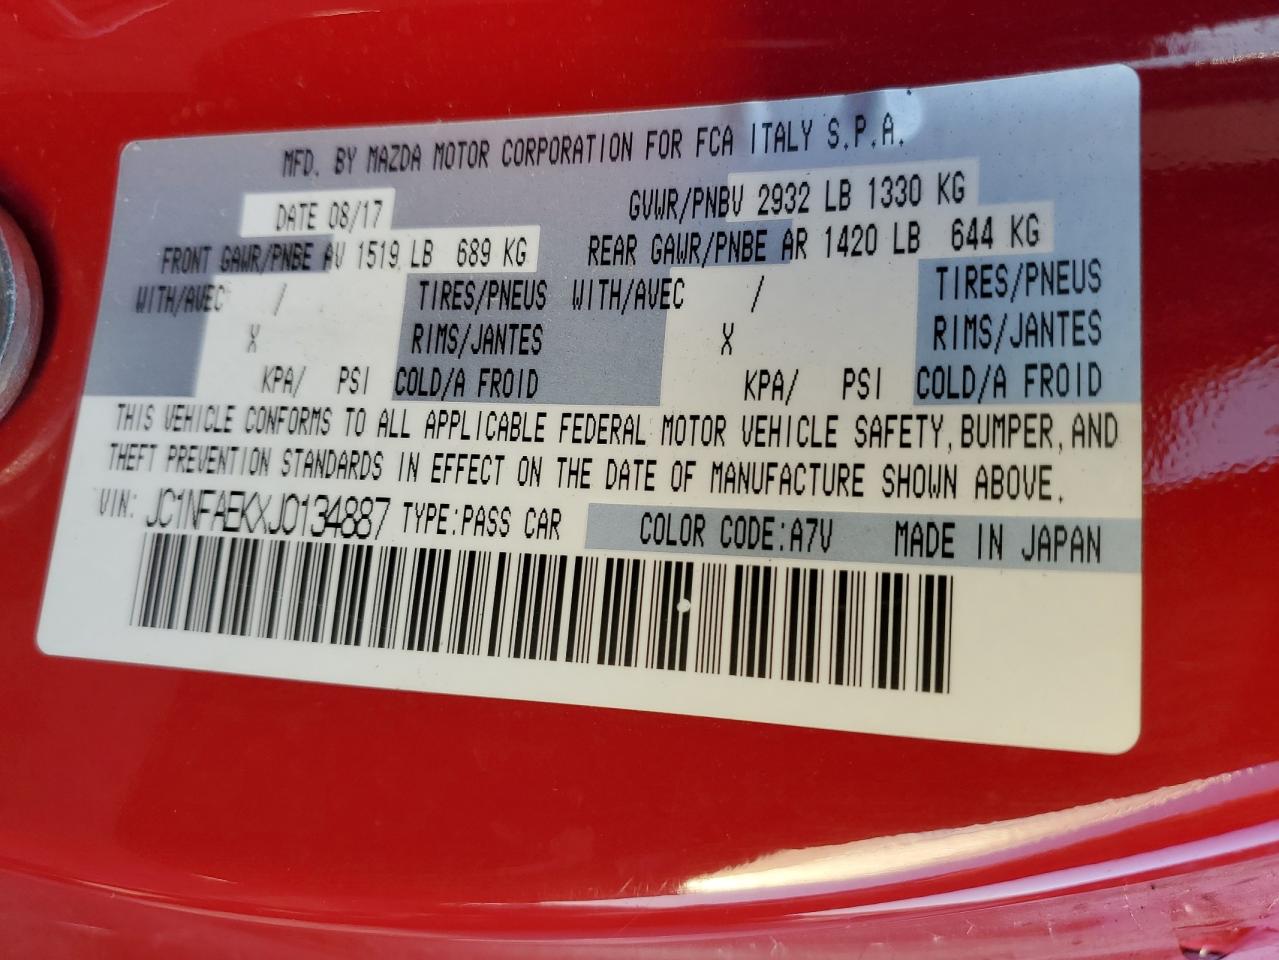 MFD. BY MAZDA MOTOR CORPORATION FOR FCA ITALY S.P.A.
DATE 08/17 GVWR/PNBV 2932 LB 1330 KG
FRONT GAWR/PNBE AV 1519 LB 689 KG REAR GAWR/PNBE AR 1420 LB 644 KG
WITH/AVEC / TIRES/PNEUS WITH/AVEC / TIRES/PNEUS
X RIMS/JANTES X RIMS/JANTES
KPA/ PSI COLD/A FROID KPA/ PSI COLD/A FROID
THIS VEHICLE CONFORMS TO ALL APPLICABLE FEDERAL MOTOR VEHICLE SAFETY, BUMPER, AND
THEFT PREVENTION STANDARDS IN EFFECT ON THE DATE OF MANUFACTURE SHOWN ABOVE.
VIN: JC1NFAEKXJ0134887 TYPE:PASS CAR COLOR CODE:A7V MADE IN JAPAN